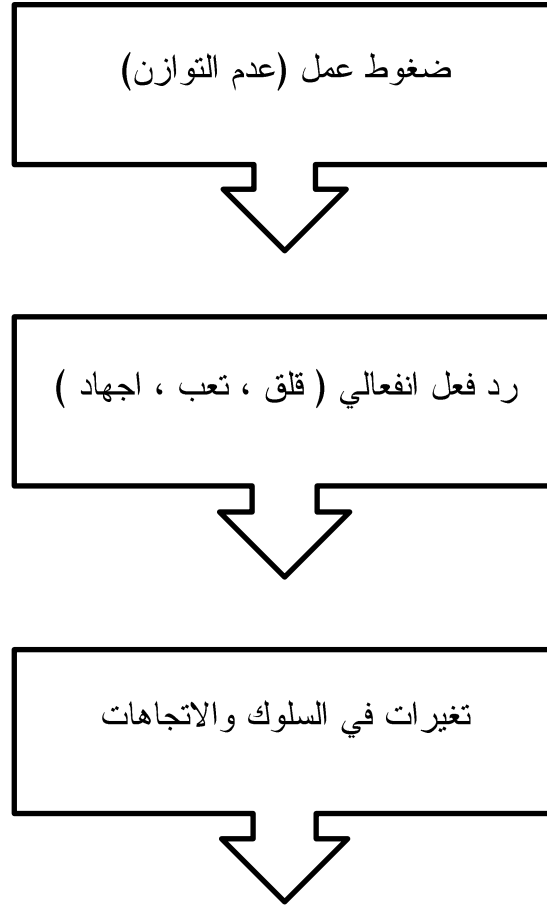 ضغوط عمل (عدم التوازن)
رد فعل انفعالي ( قلق ، تعب ، اجهاد )
تغيرات في السلوك والاتجاهات